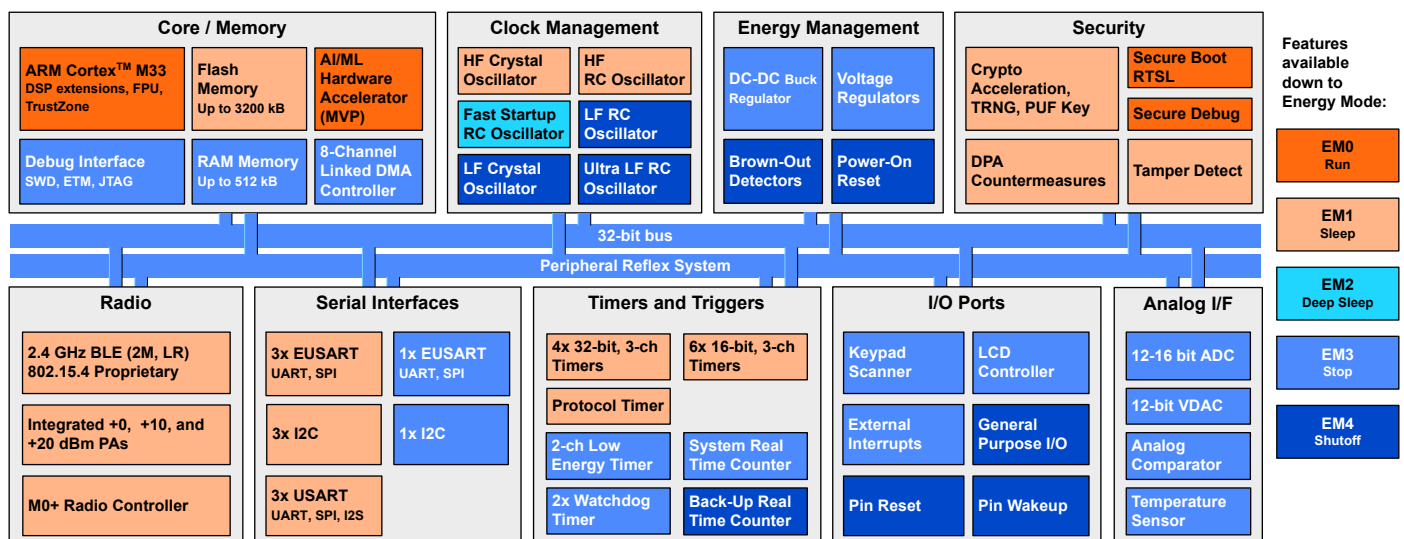 Core / Memory
ARM Cortex™ M33
DSP extensions, FPU,
TrustZone
Flash
Memory
Up to 3200 kB
AI/ML
Hardware
Accelerator
(MVP)
Debug Interface
SWD, ETM, JTAG
RAM Memory
Up to 512 kB
8-Channel
Linked DMA
Controller
Clock Management
HF Crystal
Oscillator
HF
RC Oscillator
Fast Startup
RC Oscillator
LF RC
Oscillator
LF Crystal
Oscillator
Ultra LF RC
Oscillator
Energy Management
DC-DC Buck
Regulator
Voltage
Regulators
Brown-Out
Detectors
Power-On
Reset
Security
Crypto
Acceleration,
TRNG, PUF Key
Secure Boot
RTSL
Secure Debug
DPA
Countermeasures
Tamper Detect
32-bit bus
Peripheral Reflex System
Radio
2.4 GHz BLE (2M, LR)
802.15.4 Proprietary
Integrated +0, +10, and
+20 dBm PAs
M0+ Radio Controller
Serial Interfaces
3x EUSART
UART, SPI
1x EUSART
UART, SPI
3x I2C
1x I2C
3x USART
UART, SPI, I2S
Timers and Triggers
4x 32-bit, 3-ch
Timers
6x 16-bit, 3-ch
Timers
Protocol Timer
2-ch Low
Energy Timer
System Real
Time Counter
2x Watchdog
Timer
Back-Up Real
Time Counter
I/O Ports
Keypad
Scanner
LCD
Controller
External
Interrupts
General
Purpose I/O
Pin Reset
Pin Wakeup
Analog I/F
12-16 bit ADC
12-bit VDAC
Analog
Comparator
Temperature
Sensor
Features
available
down to
Energy Mode:
EM0
Run
EM1
Sleep
EM2
Deep Sleep
EM3
Stop
EM4
Shutoff